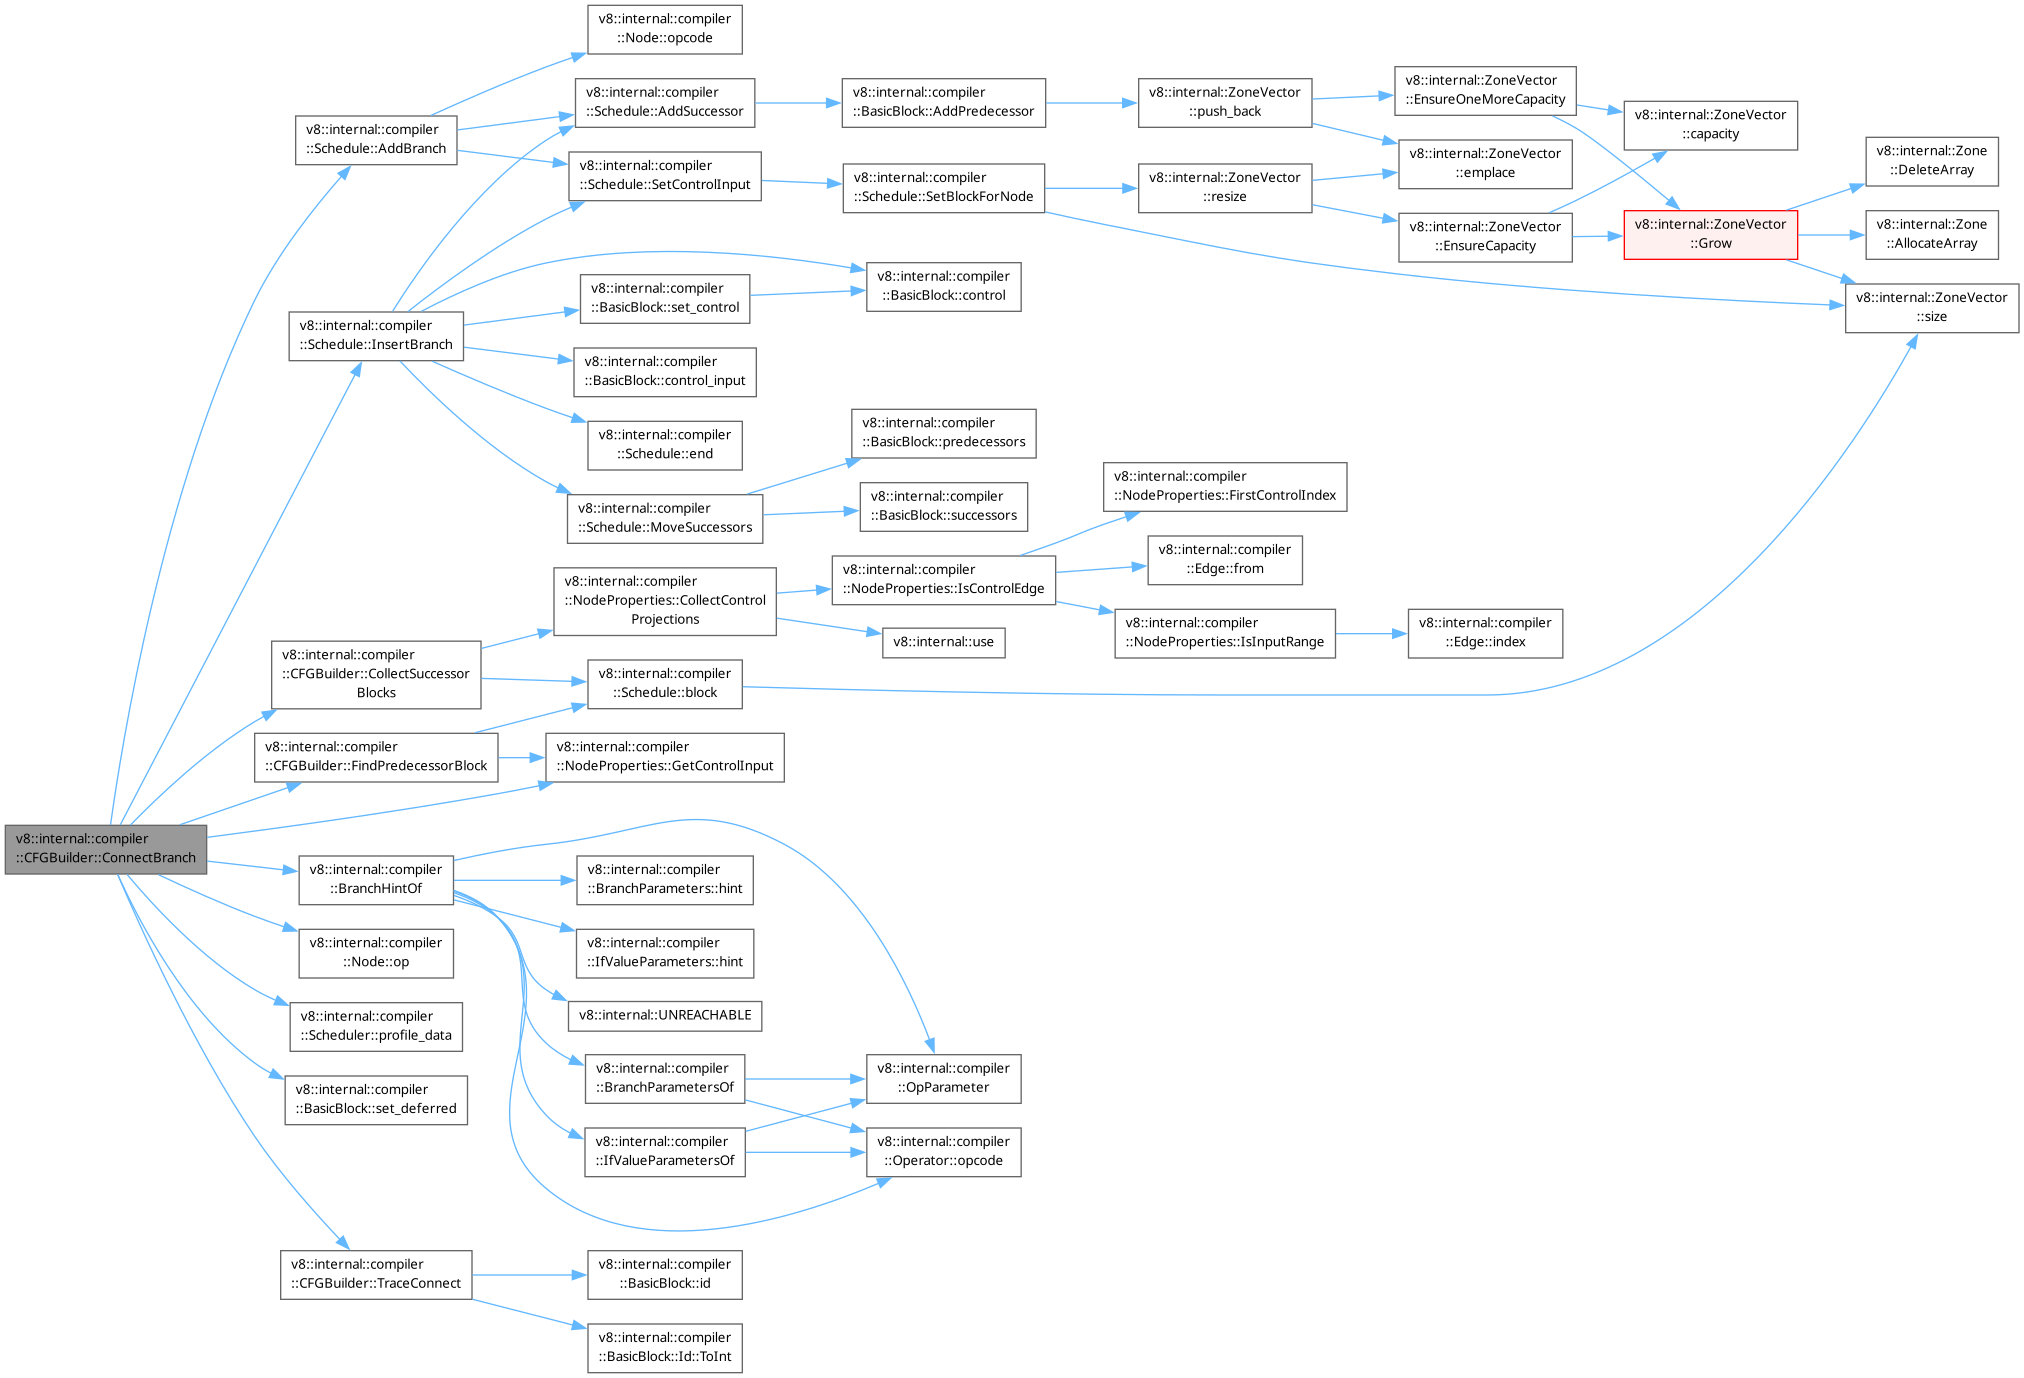 v8::internal::compiler
::CFGBuilder::ConnectBranch
v8::internal::compiler
::Schedule::AddBranch
v8::internal::compiler
::Schedule::InsertBranch
v8::internal::compiler
::CFGBuilder::CollectSuccessor
Blocks
v8::internal::compiler
::CFGBuilder::FindPredecessorBlock
v8::internal::compiler
::BranchHintOf
v8::internal::compiler
::Node::op
v8::internal::compiler
::Scheduler::profile_data
v8::internal::compiler
::BasicBlock::set_deferred
v8::internal::compiler
::CFGBuilder::TraceConnect
v8::internal::compiler
::Node::opcode
v8::internal::compiler
::Schedule::AddSuccessor
v8::internal::compiler
::Schedule::SetControlInput
v8::internal::compiler
::BasicBlock::set_control
v8::internal::compiler
::BasicBlock::control_input
v8::internal::compiler
::Schedule::end
v8::internal::compiler
::Schedule::MoveSuccessors
v8::internal::compiler
::NodeProperties::CollectControl
Projections
v8::internal::compiler
::Schedule::block
v8::internal::compiler
::NodeProperties::GetControlInput
v8::internal::compiler
::BranchParameters::hint
v8::internal::compiler
::IfValueParameters::hint
v8::internal::UNREACHABLE
v8::internal::compiler
::BranchParametersOf
v8::internal::compiler
::IfValueParametersOf
v8::internal::compiler
::BasicBlock::id
v8::internal::compiler
::BasicBlock::Id::ToInt
v8::internal::compiler
::BasicBlock::AddPredecessor
v8::internal::compiler
::Schedule::SetBlockForNode
v8::internal::compiler
::BasicBlock::control
v8::internal::compiler
::BasicBlock::predecessors
v8::internal::compiler
::BasicBlock::successors
v8::internal::compiler
::NodeProperties::IsControlEdge
v8::internal::use
v8::internal::compiler
::OpParameter
v8::internal::compiler
::Operator::opcode
v8::internal::ZoneVector
::push_back
v8::internal::ZoneVector
::resize
v8::internal::compiler
::NodeProperties::FirstControlIndex
v8::internal::compiler
::Edge::from
v8::internal::compiler
::NodeProperties::IsInputRange
v8::internal::ZoneVector
::EnsureOneMoreCapacity
v8::internal::ZoneVector
::emplace
v8::internal::ZoneVector
::EnsureCapacity
v8::internal::compiler
::Edge::index
v8::internal::ZoneVector
::capacity
v8::internal::ZoneVector
::Grow
v8::internal::Zone
::DeleteArray
v8::internal::Zone
::AllocateArray
v8::internal::ZoneVector
::size